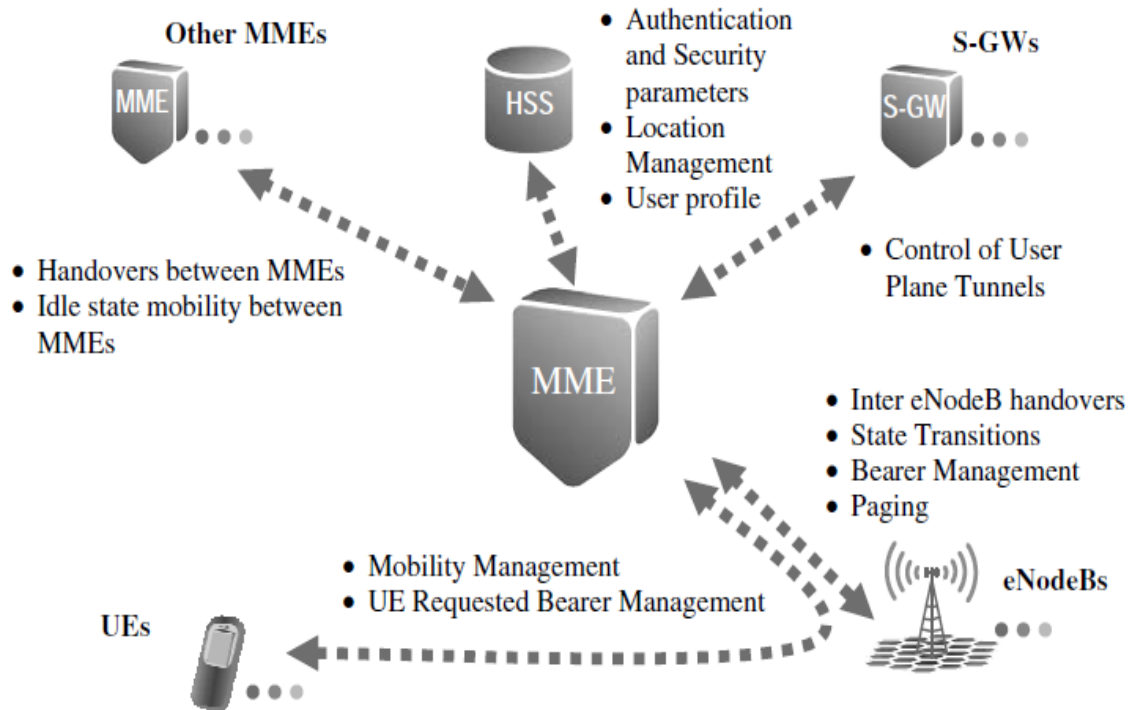 Other MMEs
MME
HSS
• Authentication
and Security
parameters
• Location
Management
• User profile
S-GWs
S-GW
• Handovers between MMEs
• Idle state mobility between
MMEs
• Control of User
Plane Tunnels
MME
• Inter eNodeB handovers
• State Transitions
• Bearer Management
• Paging
• Mobility Management
• UE Requested Bearer Management
eNodeBs
UEs